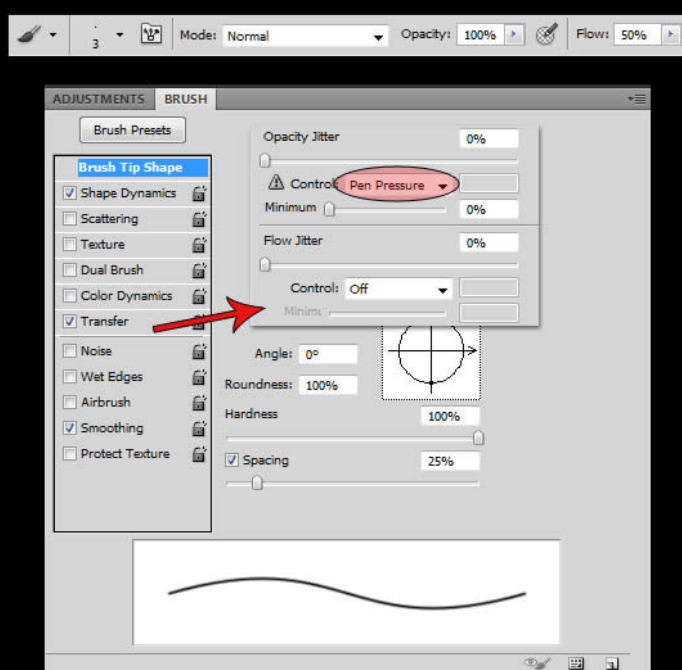 3 Mode: Normal Opacity: 100% Flow: 50%
ADJUSTMENTS BRUSH
Brush Presets
Brush Tip Shape
Shape Dynamics
Scattering
Texture
Dual Brush
Color Dynamics
Transfer
Noise
Wet Edges
Airbrush
Smoothing
Protect Texture
Opacity Jitter 0%
Control: Pen Pressure
Minimum 0%
Flow Jitter 0%
Control: Off
Angle: 0º
Roundness: 100%
Hardness 100%
Spacing 25%